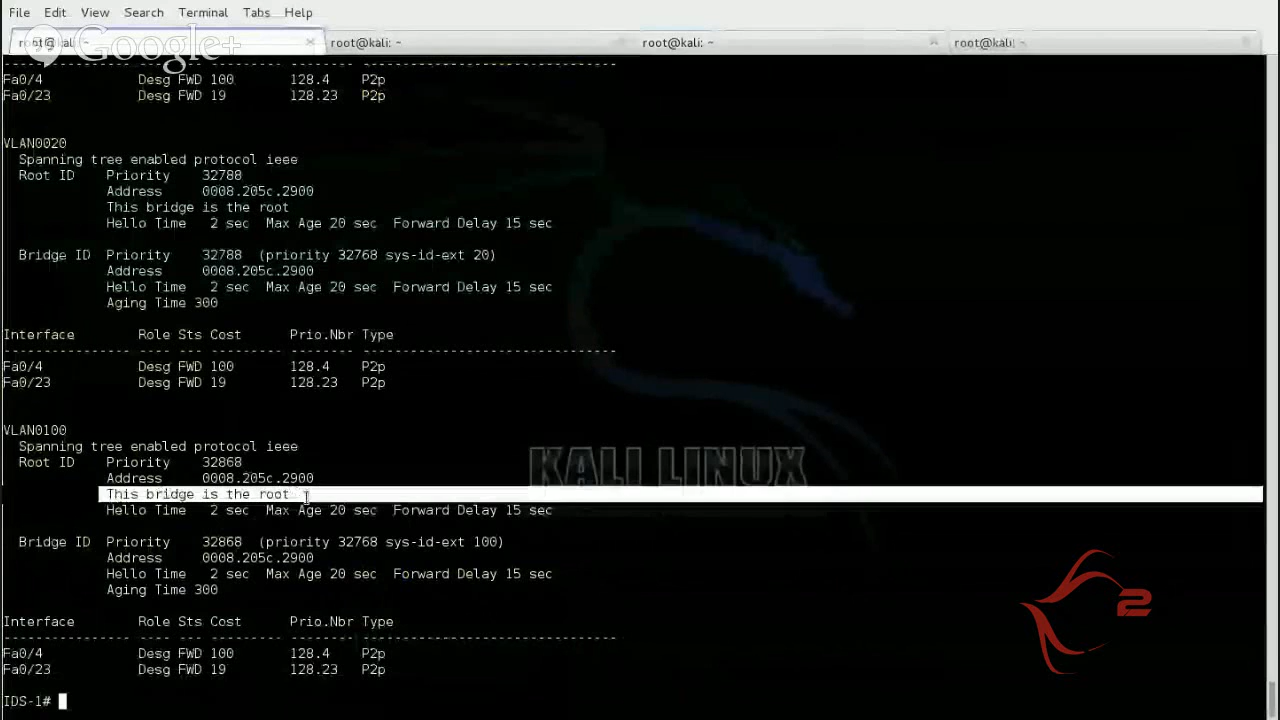 File Edit View Search Terminal Tabs Help
Google+
root@kali: ~ root@kali: ~ root@kali: ~ root@kali: ~
Fa0/4 Desg FWD 100 128.4 P2p
Fa0/23 Desg FWD 19 128.23 P2p
VLAN0020
Spanning tree enabled protocol ieee
Root ID Priority 32788
Address 0008.205c.2900
This bridge is the root
Hello Time 2 sec Max Age 20 sec Forward Delay 15 sec
Bridge ID Priority 32788 (priority 32768 sys-id-ext 20)
Address 0008.205c.2900
Hello Time 2 sec Max Age 20 sec Forward Delay 15 sec
Aging Time 300
Interface Role Sts Cost Prio.Nbr Type
---------------- ---- --- --------- -------- --------------------------------
Fa0/4 Desg FWD 100 128.4 P2p
Fa0/23 Desg FWD 19 128.23 P2p
VLAN0100
Spanning tree enabled protocol ieee
Root ID Priority 32868
Address 0008.205c.2900
KALI LINUX
This bridge is the root
Hello Time 2 sec Max Age 20 sec Forward Delay 15 sec
Bridge ID Priority 32868 (priority 32768 sys-id-ext 100)
Address 0008.205c.2900
Hello Time 2 sec Max Age 20 sec Forward Delay 15 sec
Aging Time 300
2
Interface Role Sts Cost Prio.Nbr Type
---------------- ---- --- --------- -------- --------------------------------
Fa0/4 Desg FWD 100 128.4 P2p
Fa0/23 Desg FWD 19 128.23 P2p
IDS-1#